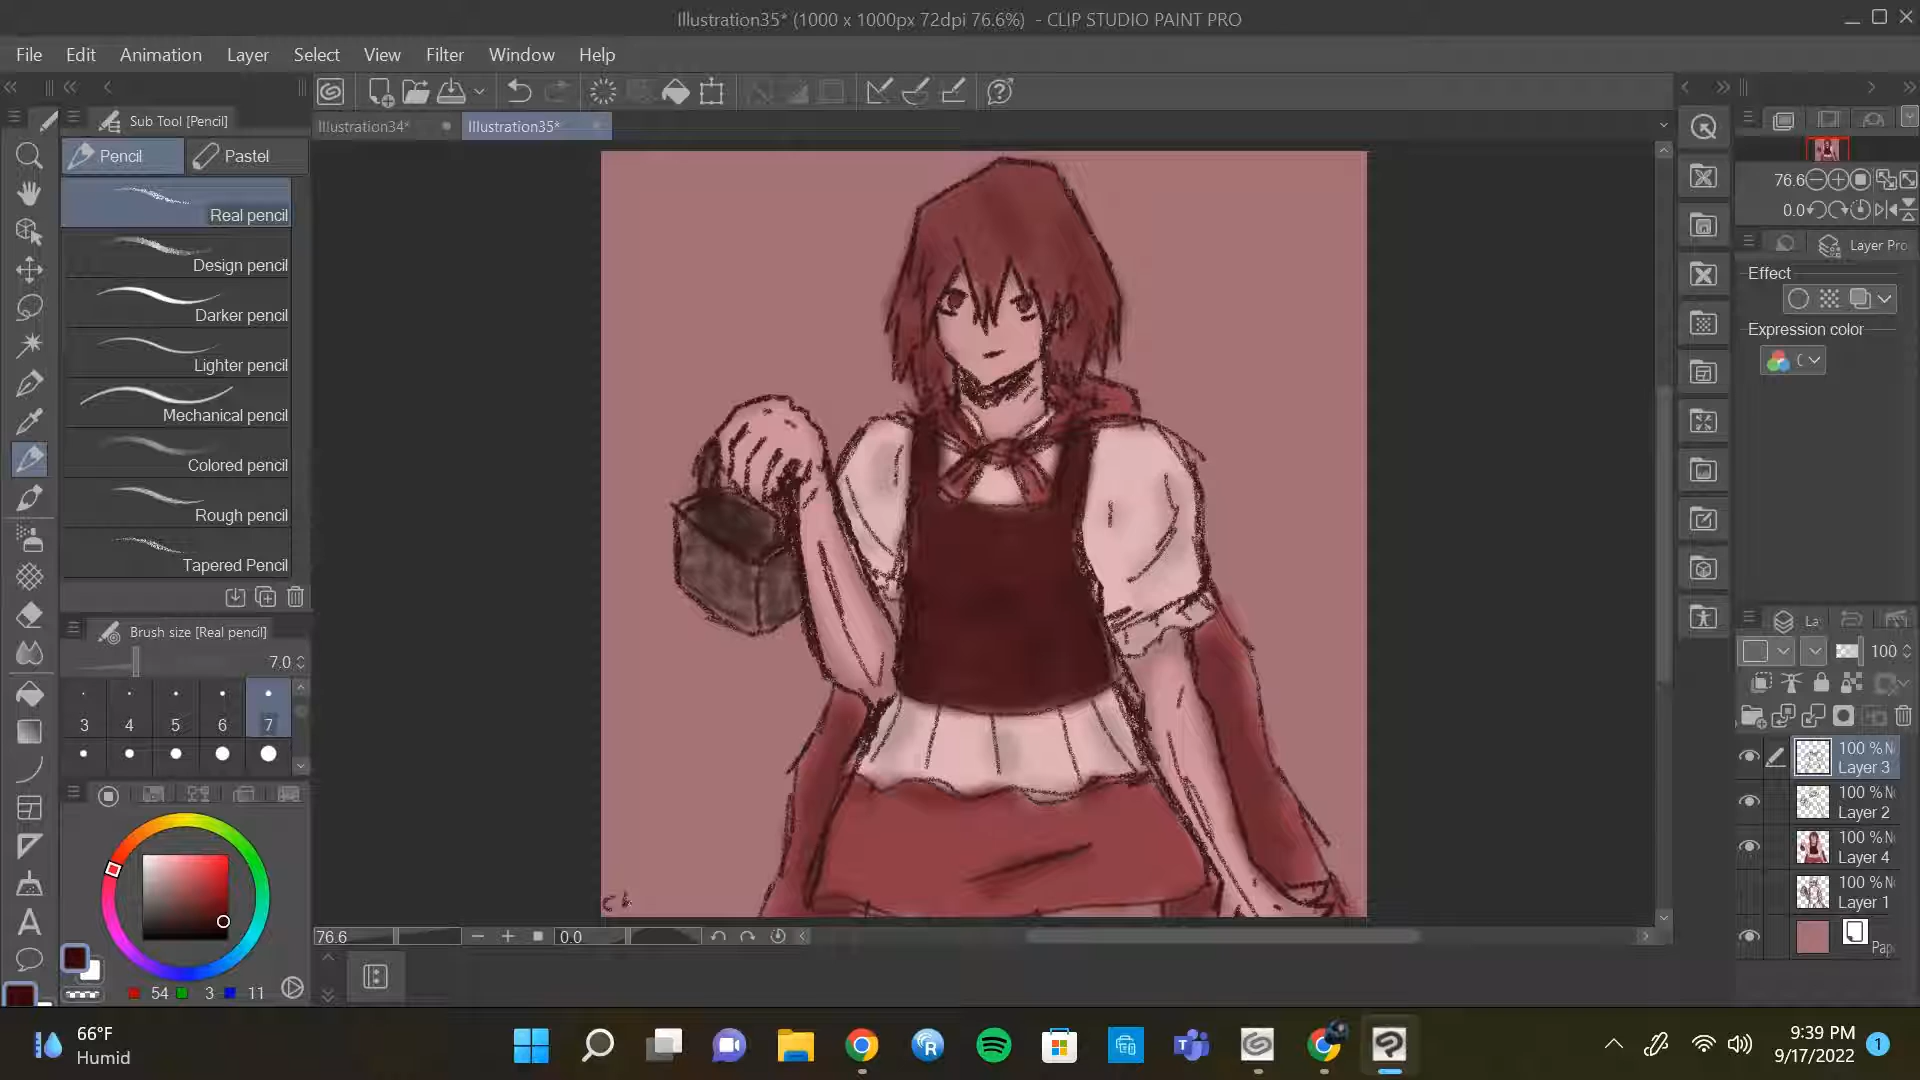 Illustration35* (1000 x 1000px 72dpi 76.6%) - CLIP STUDIO PAINT PRO
File Edit Animation Layer Select View Filter Window Help
Sub Tool [Pencil]
Illustration34* Illustration35*
Pencil Pastel
Real pencil
Design pencil
Darker pencil
Lighter pencil
Mechanical pencil
Colored pencil
Rough pencil
Tapered Pencil
Brush size [Real pencil]
7.0
3 4 5 6 7
54 3 11
76.6 0.0
76.6
0.0
Layer Pro
Effect
Expression color
C
La
100
100 %
Layer 3
100 %
Layer 2
100 %
Layer 4
100 %
Layer 1
Pap
66°F
Humid
9:39 PM
9/17/2022
1